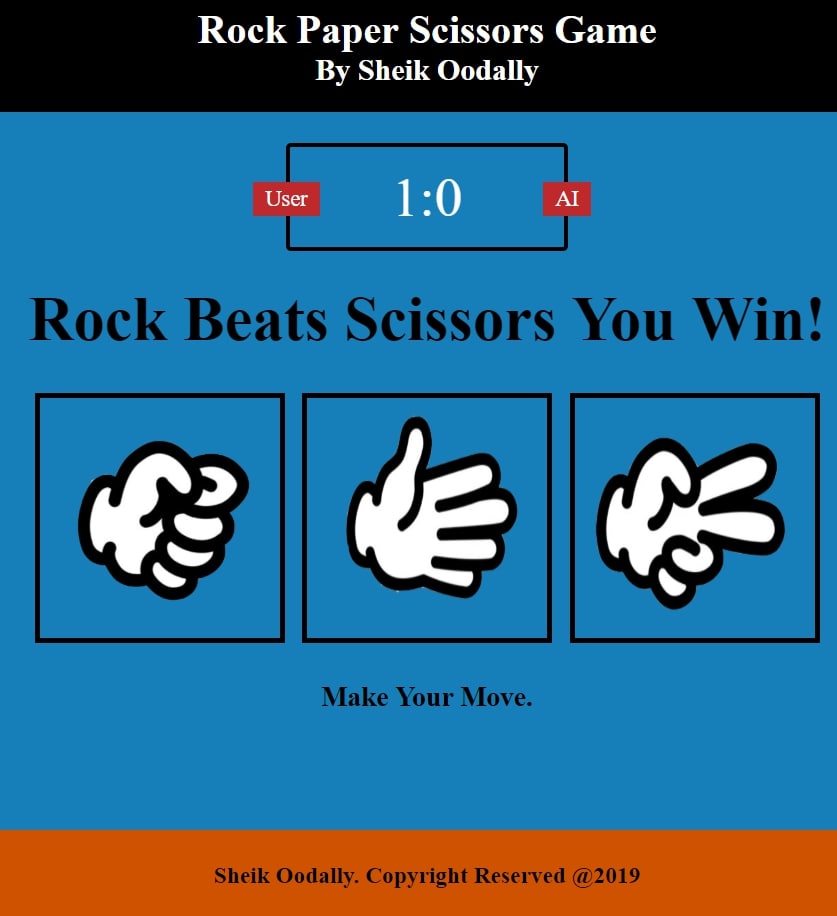 Rock Paper Scissors Game
By Sheik Oodally
User 1:0 AI
Rock Beats Scissors You Win!
Make Your Move.
Sheik Oodally. Copyright Reserved @2019